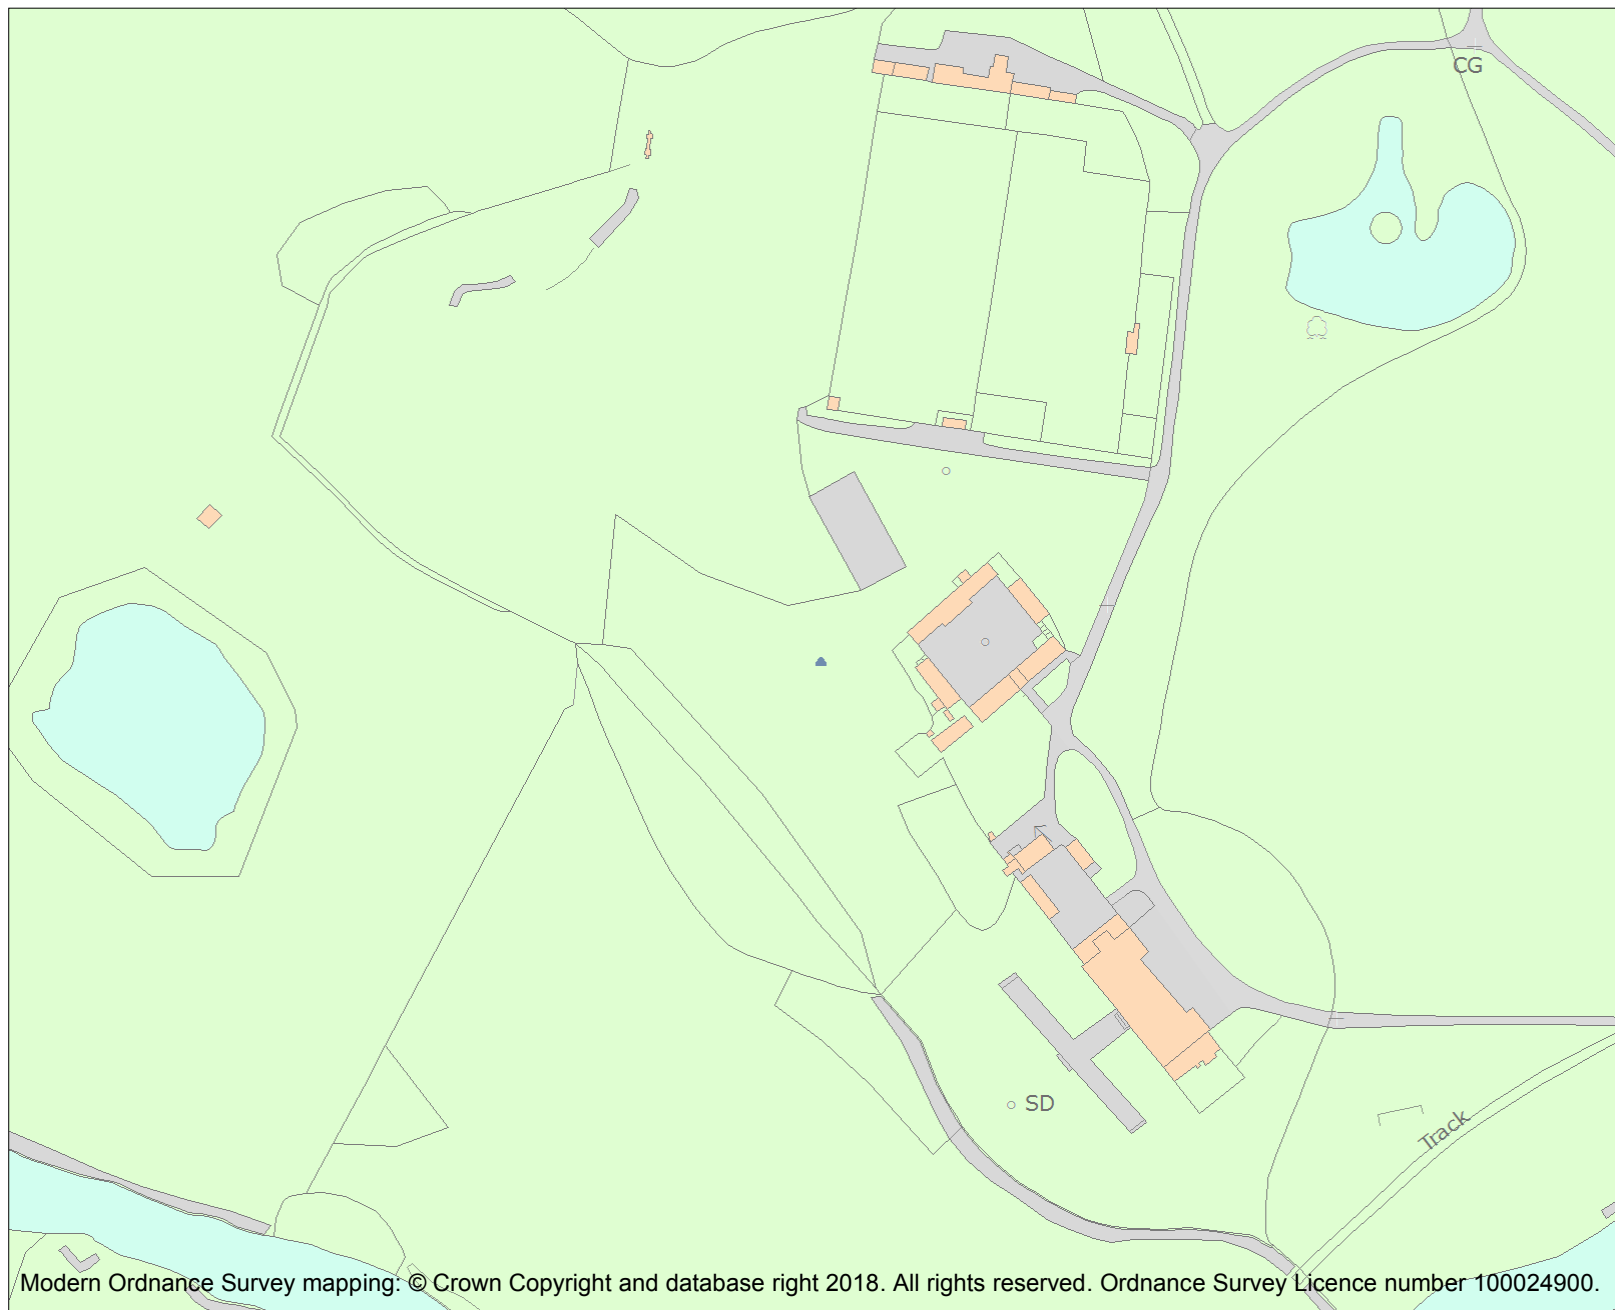 CG
SD
Track
Modern Ordnance Survey mapping: © Crown Copyright and database right 2018. All rights reserved. Ordnance Survey Licence number 100024900.